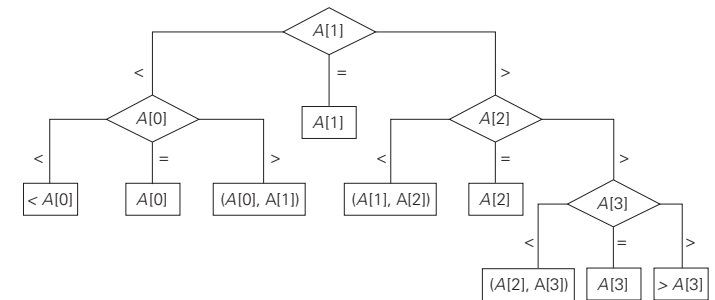 A[1]
< = >
A[0] A[1] A[2]
< = > < = >
< A[0] A[0] (A[0], A[1]) (A[1], A[2]) A[2] A[3]
< = >
(A[2], A[3]) A[3] > A[3]